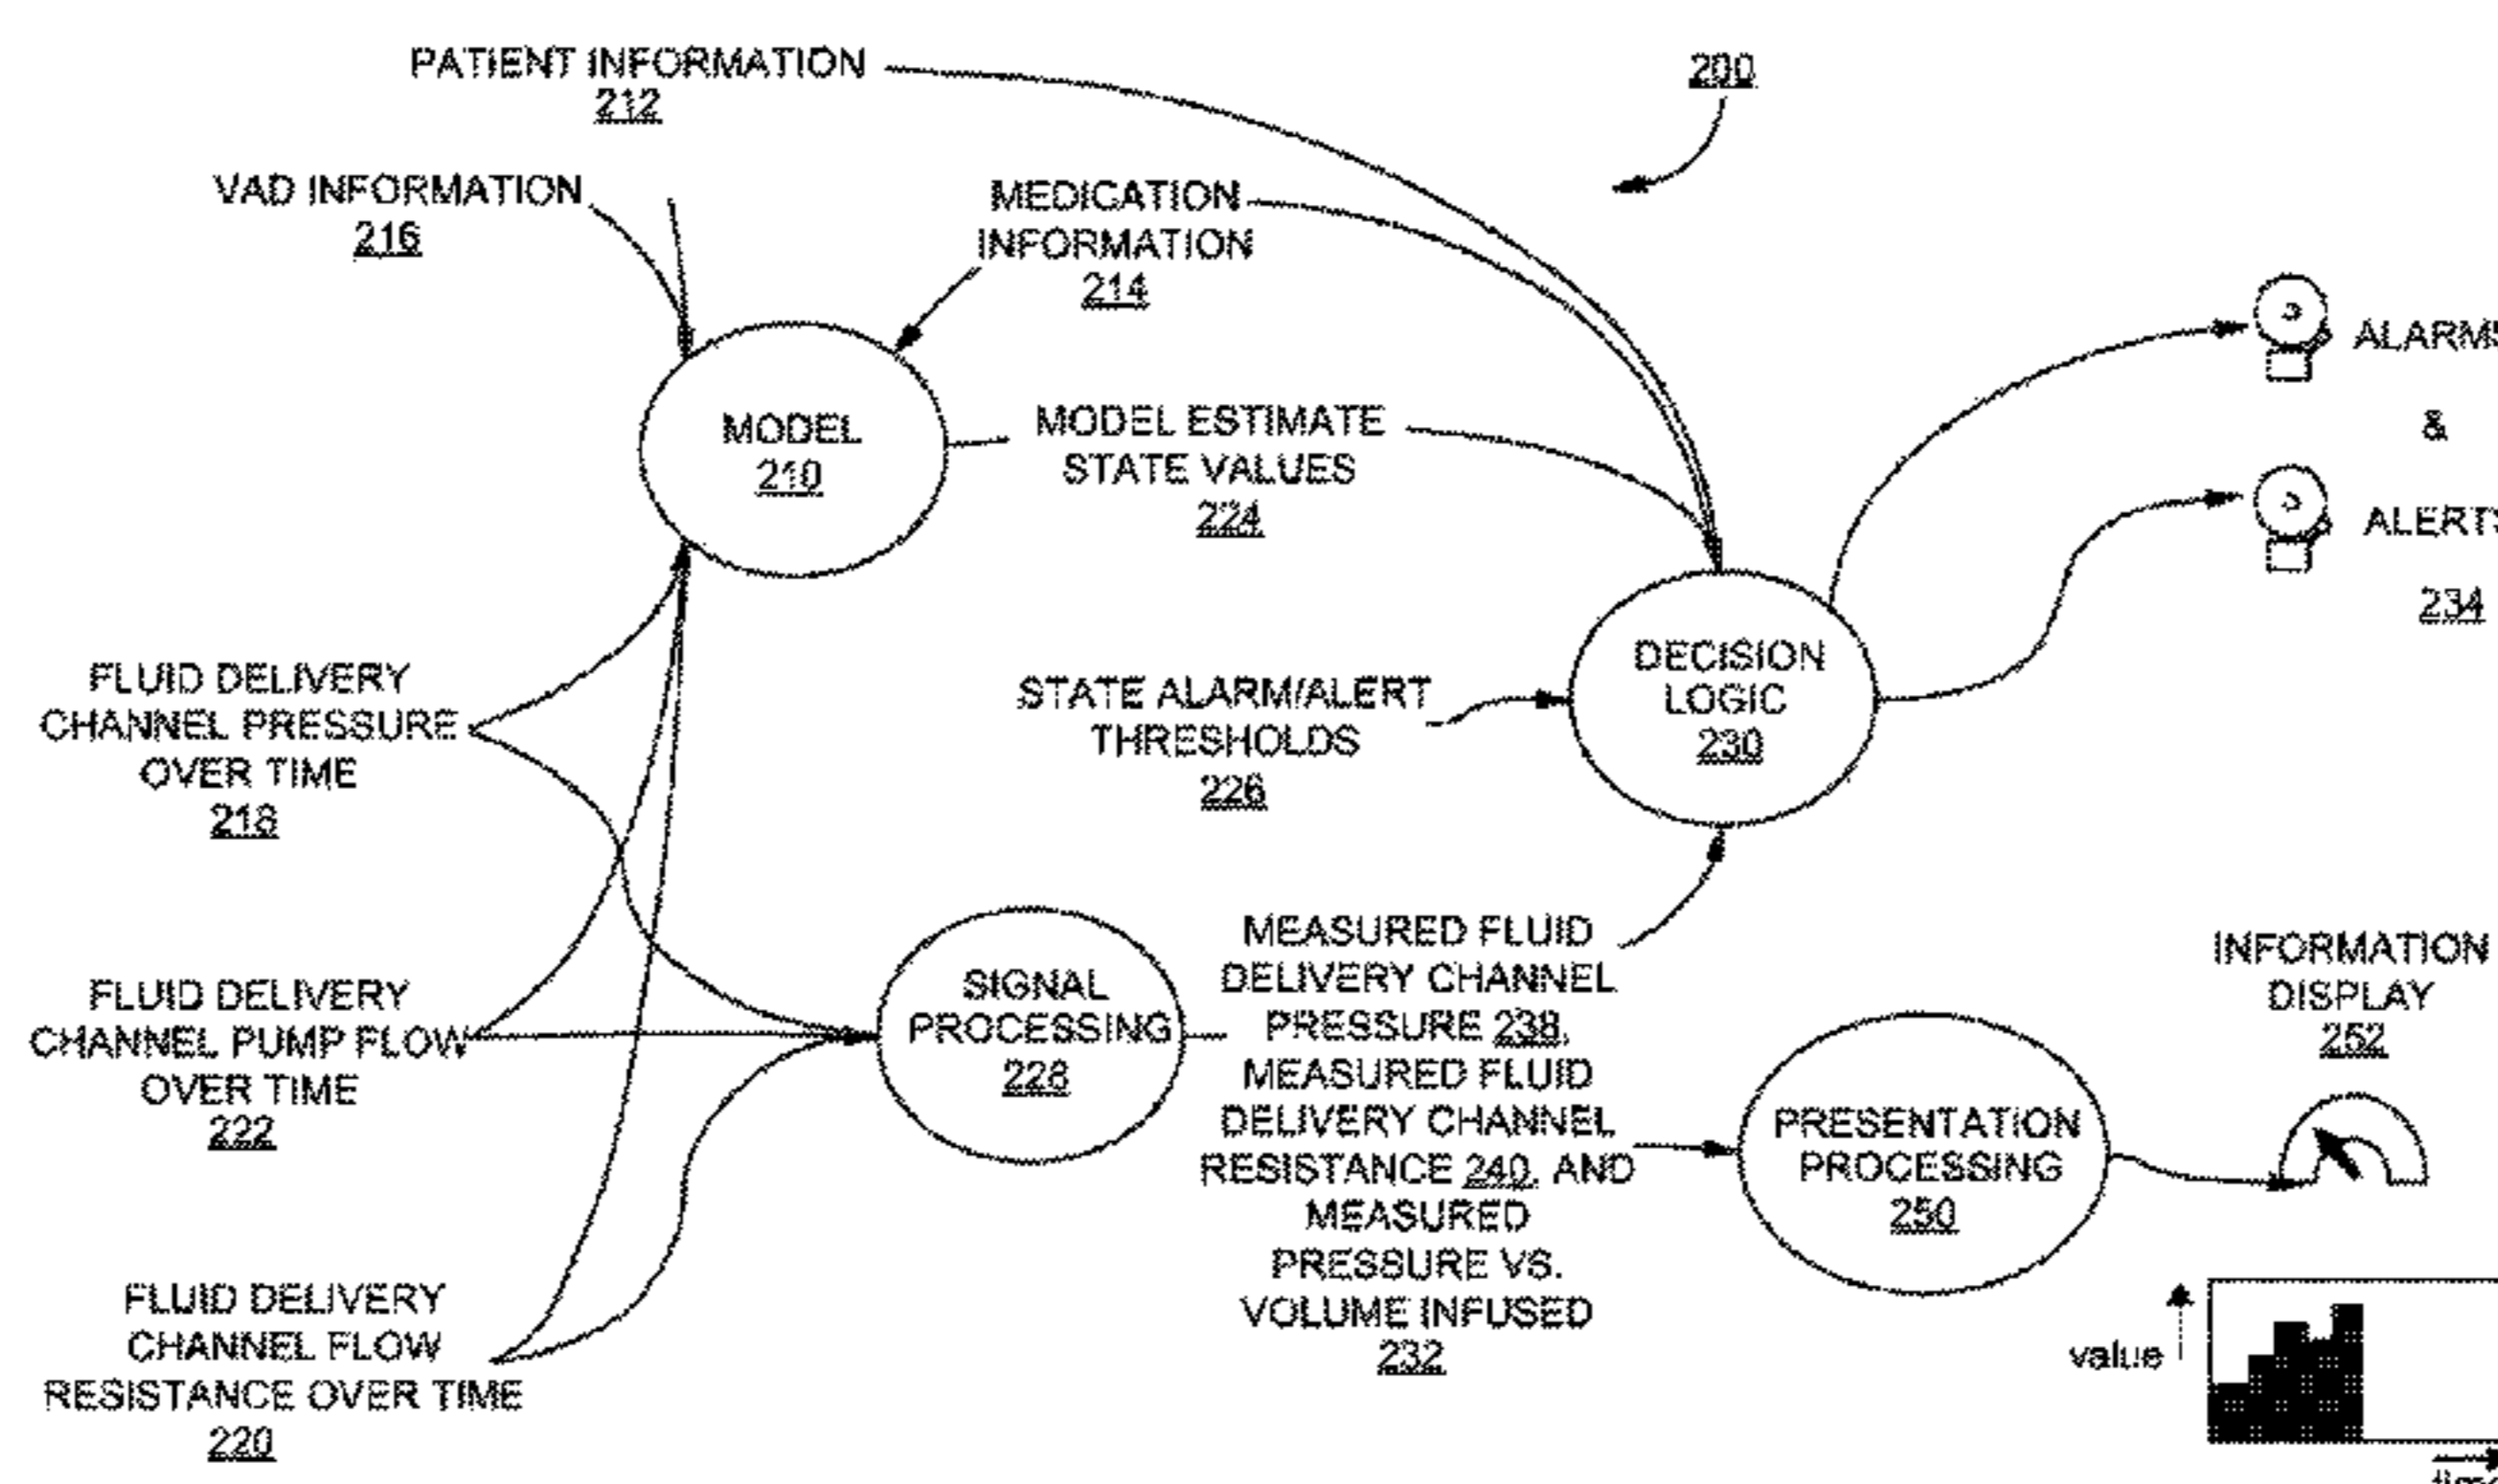 PATIENT INFORMATION
212
200
VAD INFORMATION
216
MEDICATION
INFORMATION
214
MODEL
210
MODEL ESTIMATE
STATE VALUES
224
ALARMS
&
ALERTS
234
FLUID DELIVERY
CHANNEL PRESSURE
OVER TIME
218
STATE ALARM/ALERT
THRESHOLDS
226
DECISION
LOGIC
230
FLUID DELIVERY
CHANNEL PUMP FLOW
OVER TIME
222
SIGNAL
PROCESSING
228
MEASURED FLUID
DELIVERY CHANNEL
PRESSURE 238,
MEASURED FLUID
DELIVERY CHANNEL
RESISTANCE 240, AND
MEASURED
PRESSURE VS.
VOLUME INFUSED
232
PRESENTATION
PROCESSING
250
INFORMATION
DISPLAY
252
FLUID DELIVERY
CHANNEL FLOW
RESISTANCE OVER TIME
220
value